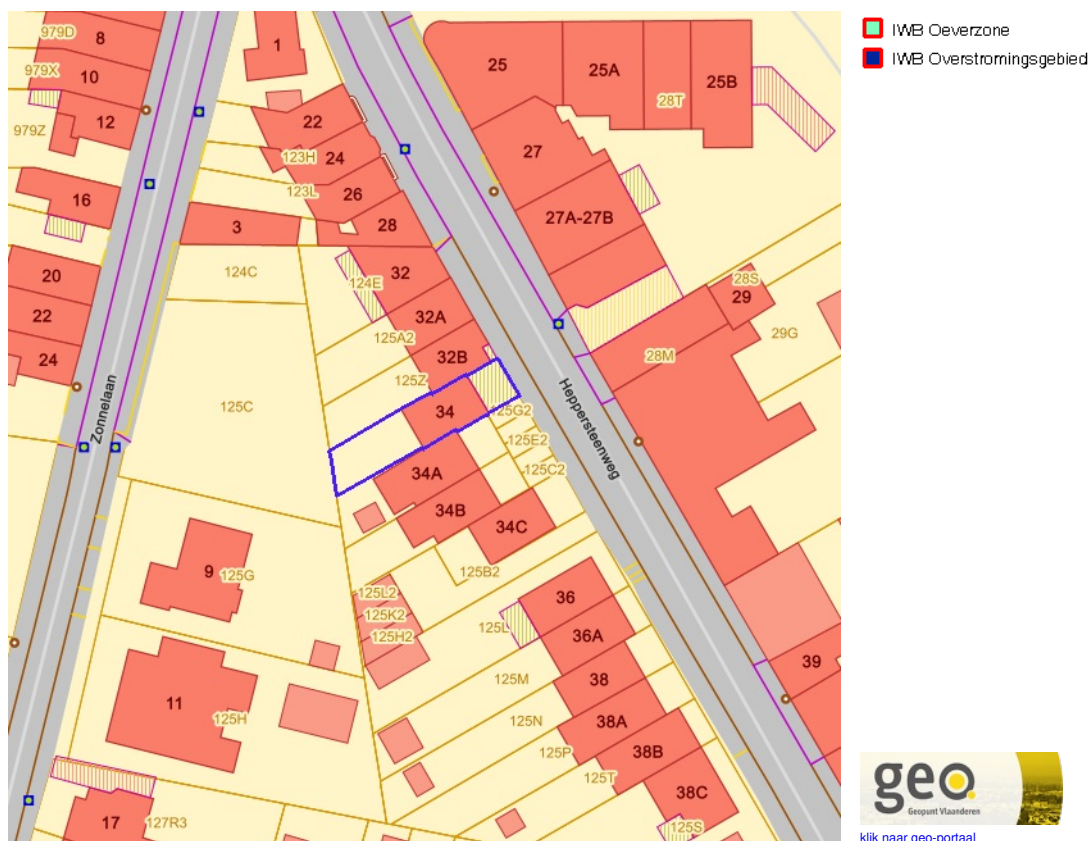 IWB Oeverzone
IWB Overstromingsgebied
979D
8
979X
10
979Z
12
16
20
22
24
1
22
123H
24
123L
26
28
3
124C
124E
32
32A
125A2
32B
125Z
34
125G2
125E2
125C2
34A
34B
34C
125B2
125C
Zonnelaan
Heppersteenweg
25
25A
28T
25B
27
27A-27B
28S
29
29G
28M
9
125G
125L2
125K2
125H2
125L
36
36A
125M
38
125N
38A
125P
38B
125T
38C
125S
39
11
125H
17
127R3
geo
Geopunt Vlaanderen
klik naar geo-portaal